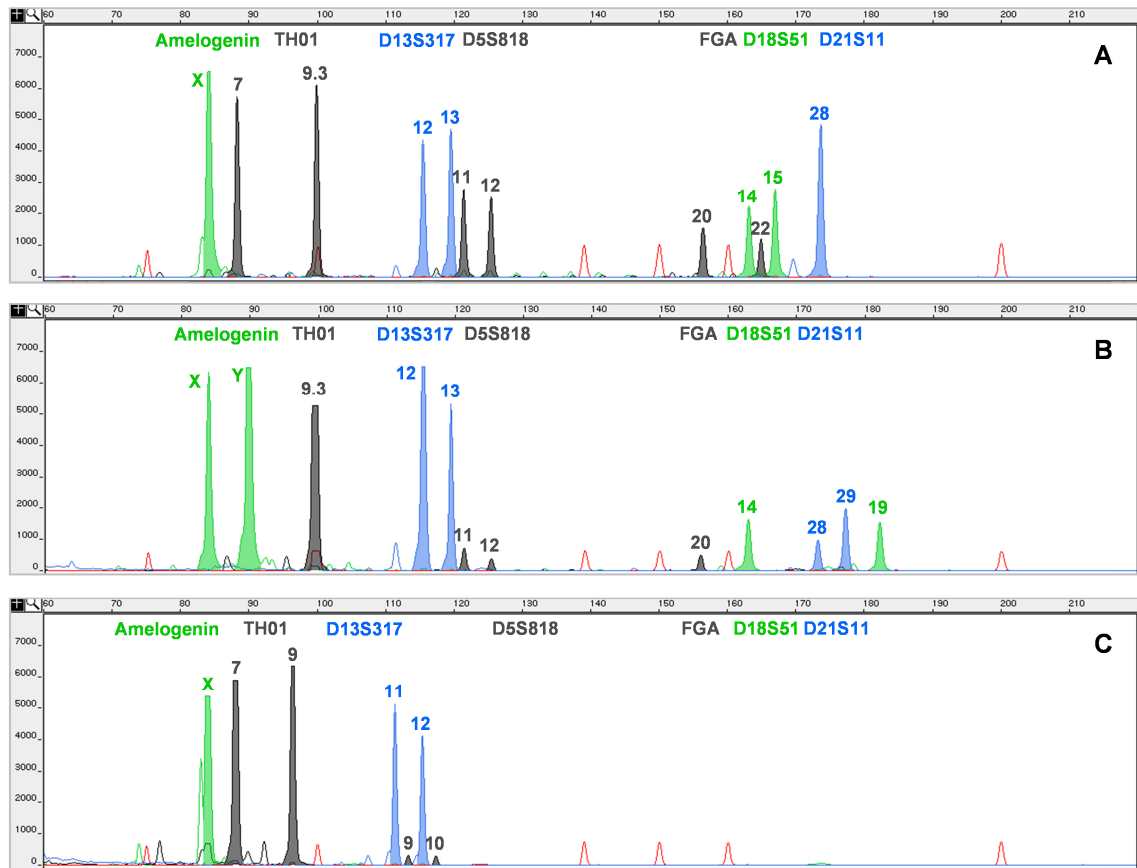 60 70 80 90 100 110 120 130 140 150 160 170 180 190 200 210
Amelogenin TH01 D13S317 D5S818 FGA D18S51 D21S11
A
7000
6000
5000
4000
3000
2000
1000
0
X 7 9.3 12 13 11 12 20 14 22 15 28
60 70 80 90 100 110 120 130 140 150 160 170 180 190 200 210
Amelogenin TH01 D13S317 D5S818 FGA D18S51 D21S11
B
7000
6000
5000
4000
3000
2000
1000
0
X Y 9.3 12 13 11 12 20 14 28 29 19
60 70 80 90 100 110 120 130 140 150 160 170 180 190 200 210
Amelogenin TH01 D13S317 D5S818 FGA D18S51 D21S11
C
7000
6000
5000
4000
3000
2000
1000
0
X 7 9 11 9 12 10